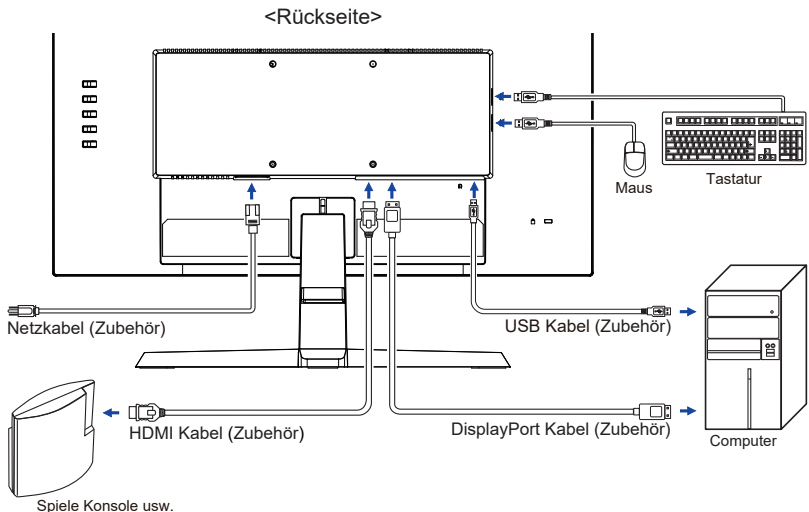 <Rückseite>
Maus
Tastatur
Netzkabel (Zubehör)
USB Kabel (Zubehör)
HDMI Kabel (Zubehör)
DisplayPort Kabel (Zubehör)
Computer
Spiele Konsole usw.